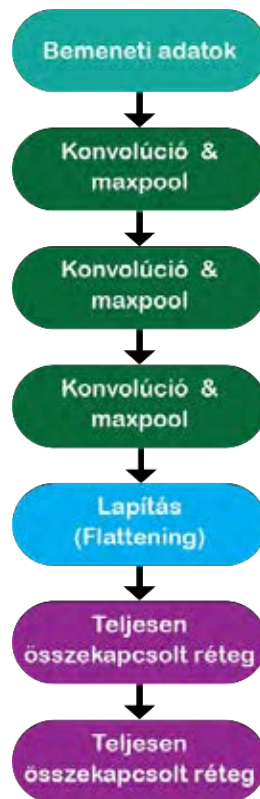 Bemeneti adatok
Konvolúció &
maxpool
Konvolúció &
maxpool
Konvolúció &
maxpool
Lapítás
(Flattening)
Teljesen
összekapcsolt réteg
Teljesen
összekapcsolt réteg